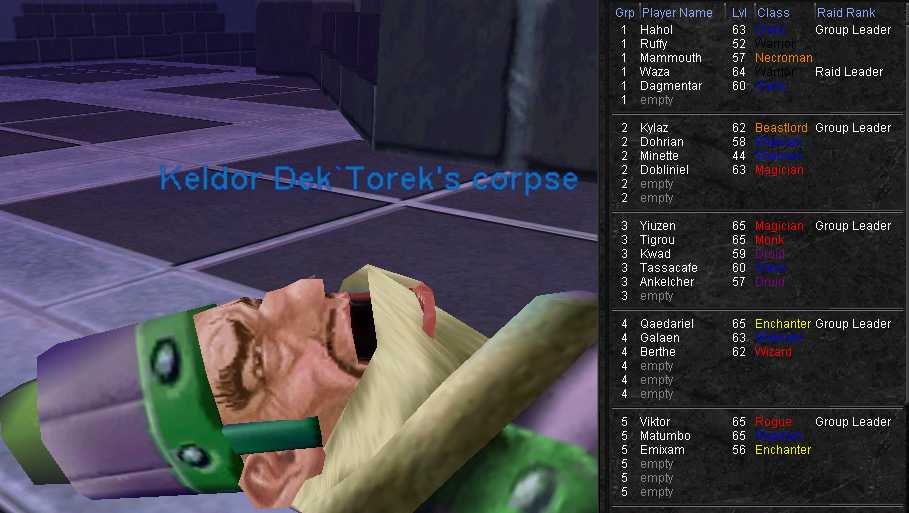 Keldor Dek`Torek's corpse
Grp Player Name Lvl Class Raid Rank
1 Hahol 63 Group Leader
1 Ruffy 52 Warrior
1 Mammouth 57 Necroman
1 Waza 64 Warrior Raid Leader
1 Dagmentar 60
1 empty
2 Kylaz 62 Beastlord Group Leader
2 Dohrian 58
2 Minette 44
2 Dobliniel 63 Magician
2 empty
2 empty
3 Yiuzen 65 Magician Group Leader
3 Tigrou 65 Monk
3 Kwad 59 Druid
3 Tassacafe 60
3 Ankelcher 57 Druid
3 empty
4 Qaedariel 65 Enchanter Group Leader
4 Galaen 63
4 Berthe 62 Wizard
4 empty
4 empty
4 empty
5 Viktor 65 Rogue Group Leader
5 Matumbo 65
5 Emixam 56 Enchanter
5 empty
5 empty
5 empty